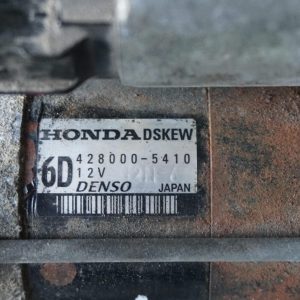 HONDA DSKEW
6D 428000-5410
12V
DENSO JAPAN